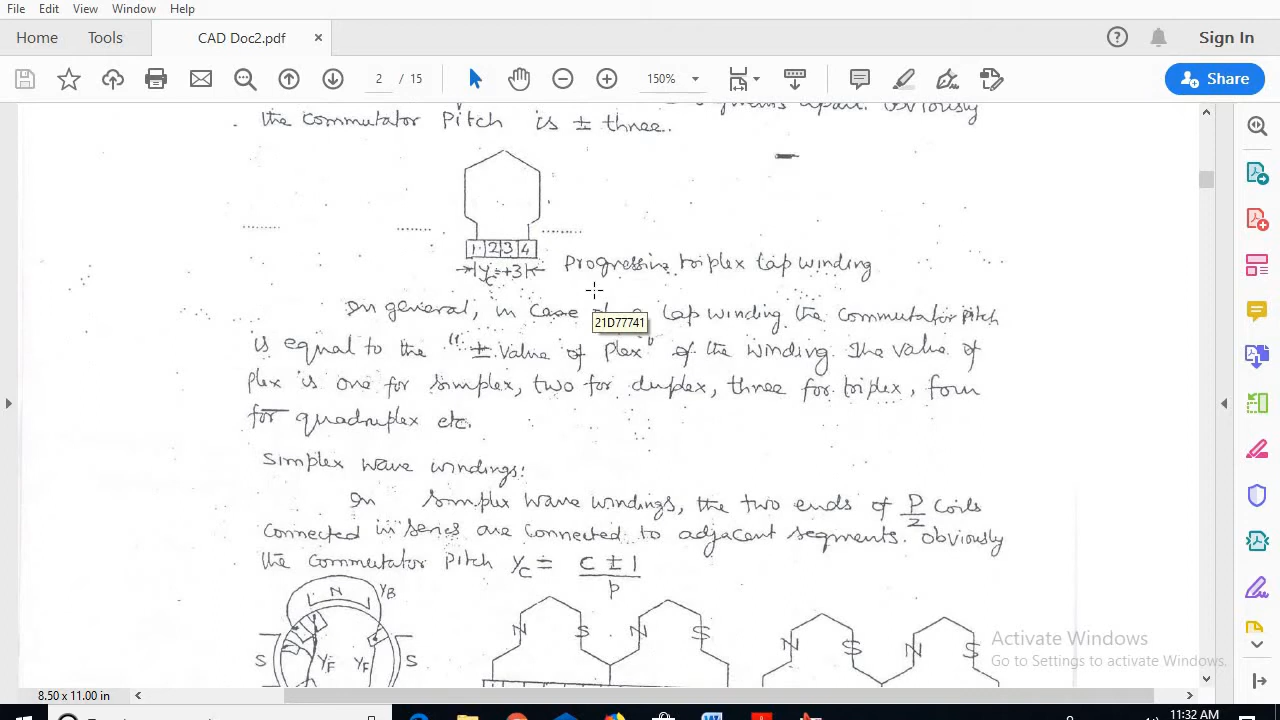 File Edit View Window Help
Home Tools CAD Doc2.pdf × Sign In
2 / 15 150% Share
the commutator Pitch is ± three.
segments apart. Obviously
1 2 3 4
Yc=+3 Progressive triplex lap winding
In general, in case lap winding the commutator pitch
21D77741
is equal to the "± value of Plex" of the winding. The value of
plex is one for simplex, two for duplex, three for triplex, four
for quadruplex etc.
Simplex wave windings:
In simplex wave windings, the two ends of P/2 coils
connected in series are connected to adjacent segments. Obviously
the commutator Pitch Yc = C ± 1 / P
N YB
N S N S N S N S
S YF YF S
Activate Windows
Go to Settings to activate Windows.
8.50 x 11.00 in
11:32 AM